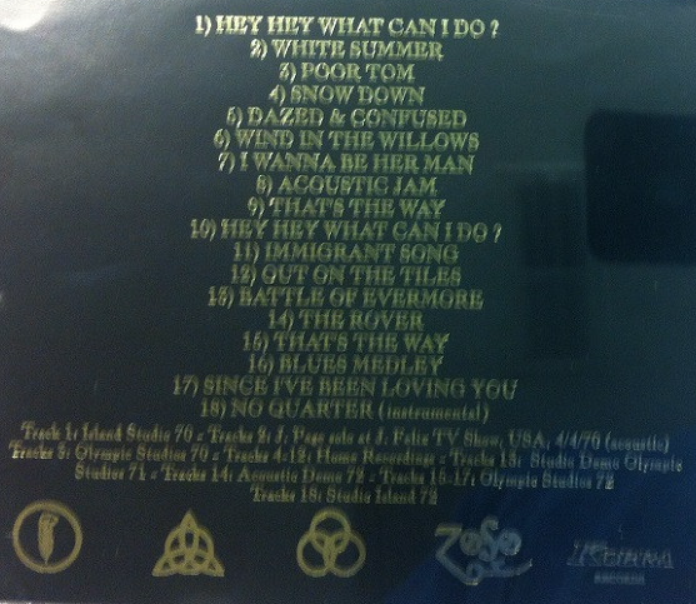 1) HEY HEY WHAT CAN I DO ?
2) WHITE SUMMER
3) POOR TOM
4) SNOW DOWN
5) DAZED & CONFUSED
6) WIND IN THE WILLOWS
7) I WANNA BE HER MAN
8) ACOUSTIC JAM
9) THAT'S THE WAY
10) HEY HEY WHAT CAN I DO ?
11) IMMIGRANT SONG
12) OUT ON THE TILES
13) BATTLE OF EVERMORE
14) THE ROVER
15) THAT'S THE WAY
16) BLUES MEDLEY
17) SINCE I'VE BEEN LOVING YOU
18) NO QUARTER (instrumental)
Track 1: Island Studio 70 - Tracks 2: J. Page solo at J. Felix TV Show, USA, 4/4/70 (acoustic)
Tracks 3: Olympic Studios 70 - Tracks 4-12: Home Recordings - Tracks 13: Studio Demo Olympic
Studios 71 - Tracks 14: Acoustic Demo 72 - Tracks 15-17: Olympic Studios 72
Tracks 18: Studio Island 72
ZoSo
RECORDS